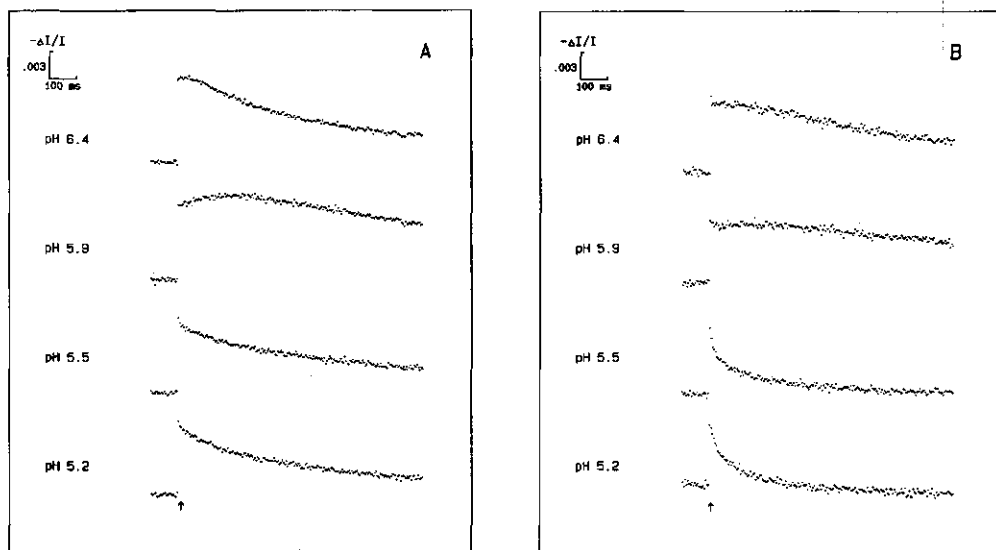 -ΔI/I
.003
100 ms
A
pH 6.4
pH 5.9
pH 5.5
pH 5.2
↑
-ΔI/I
.003
100 ms
B
pH 6.4
pH 5.9
pH 5.5
pH 5.2
↑